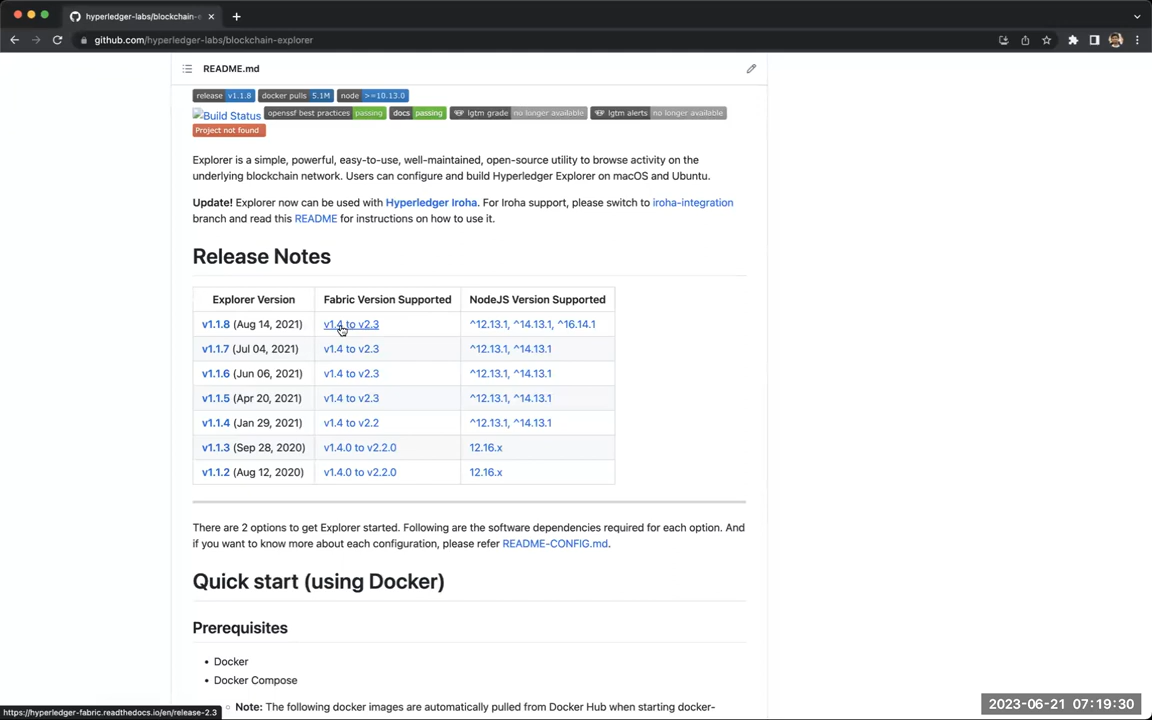 hyperledger-labs/blockchain-e
github.com/hyperledger-labs/blockchain-explorer
README.md
release v1.1.8 docker pulls 5.1M node >=10.13.0
Build Status openssf best practices passing docs passing lgtm grade no longer available lgtm alerts no longer available
Project not found
Explorer is a simple, powerful, easy-to-use, well-maintained, open-source utility to browse activity on the
underlying blockchain network. Users can configure and build Hyperledger Explorer on macOS and Ubuntu.
Update! Explorer now can be used with Hyperledger Iroha. For Iroha support, please switch to iroha-integration
branch and read this README for instructions on how to use it.
Release Notes
Explorer Version Fabric Version Supported NodeJS Version Supported
v1.1.8 (Aug 14, 2021) v1.4 to v2.3 ^12.13.1, ^14.13.1, ^16.14.1
v1.1.7 (Jul 04, 2021) v1.4 to v2.3 ^12.13.1, ^14.13.1
v1.1.6 (Jun 06, 2021) v1.4 to v2.3 ^12.13.1, ^14.13.1
v1.1.5 (Apr 20, 2021) v1.4 to v2.3 ^12.13.1, ^14.13.1
v1.1.4 (Jan 29, 2021) v1.4 to v2.2 ^12.13.1, ^14.13.1
v1.1.3 (Sep 28, 2020) v1.4.0 to v2.2.0 12.16.x
v1.1.2 (Aug 12, 2020) v1.4.0 to v2.2.0 12.16.x
There are 2 options to get Explorer started. Following are the software dependencies required for each option. And
if you want to know more about each configuration, please refer README-CONFIG.md.
Quick start (using Docker)
Prerequisites
• Docker
• Docker Compose
◦ Note: The following docker images are automatically pulled from Docker Hub when starting docker-
https://hyperledger-fabric.readthedocs.io/en/release-2.3
2023-06-21 07:19:30